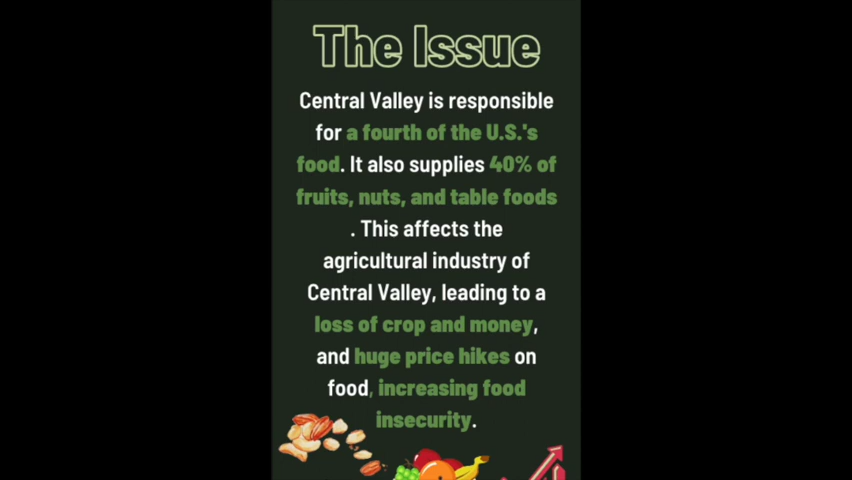 The Issue
Central Valley is responsible
for a fourth of the U.S.'s
food. It also supplies 40% of
fruits, nuts, and table foods
. This affects the
agricultural industry of
Central Valley, leading to a
loss of crop and money,
and huge price hikes on
food, increasing food
insecurity.